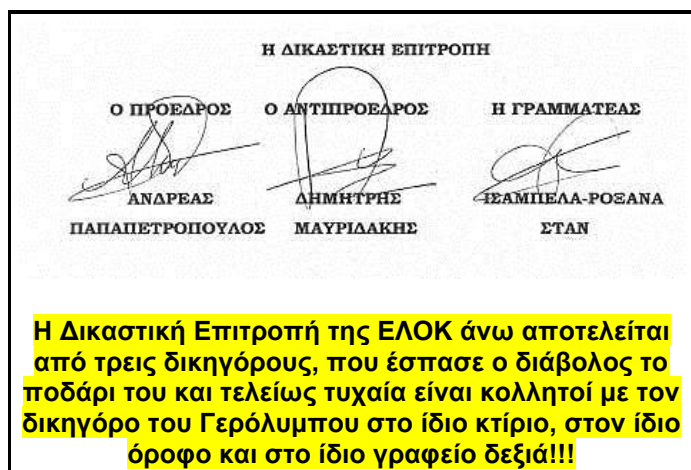 Η ΔΙΚΑΣΤΙΚΗ ΕΠΙΤΡΟΠΗ
Ο ΠΡΟΕΔΡΟΣ Ο ΑΝΤΙΠΡΟΕΔΡΟΣ Η ΓΡΑΜΜΑΤΕΑΣ
ΑΝΔΡΕΑΣ ΔΗΜΗΤΡΗΣ ΙΣΑΜΠΕΛΑ-ΡΟΞΑΝΑ
ΠΑΠΑΠΕΤΡΟΠΟΥΛΟΣ ΜΑΥΡΙΔΑΚΗΣ ΣΤΑΝ
Η Δικαστική Επιτροπή της ΕΛΟΚ άνω αποτελείται
από τρεις δικηγόρους, που έσπασε ο διάβολος το
ποδάρι του και τελείως τυχαία είναι κολλητοί με τον
δικηγόρο του Γερόλυμπου στο ίδιο κτίριο, στον ίδιο
όροφο και στο ίδιο γραφείο δεξιά!!!